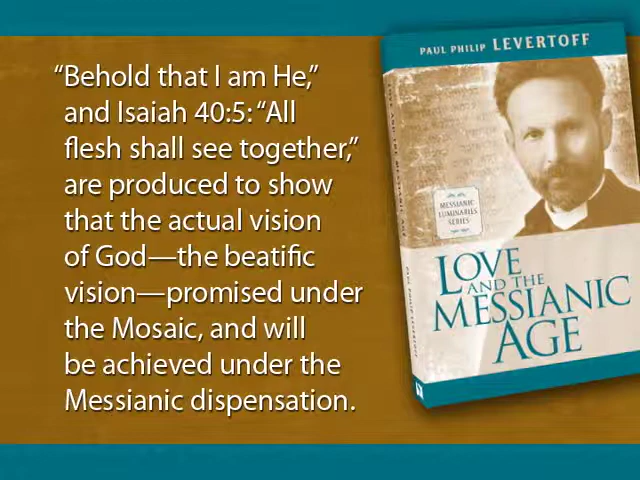 “Behold that I am He,”
and Isaiah 40:5: “All
flesh shall see together,”
are produced to show
that the actual vision
of God—the beatific
vision—promised under
the Mosaic, and will
be achieved under the
Messianic dispensation.
PAUL PHILIP LEVERTOFF
MESSIANIC
LUMINARIES
SERIES
LOVE
AND THE
MESSIANIC
AGE